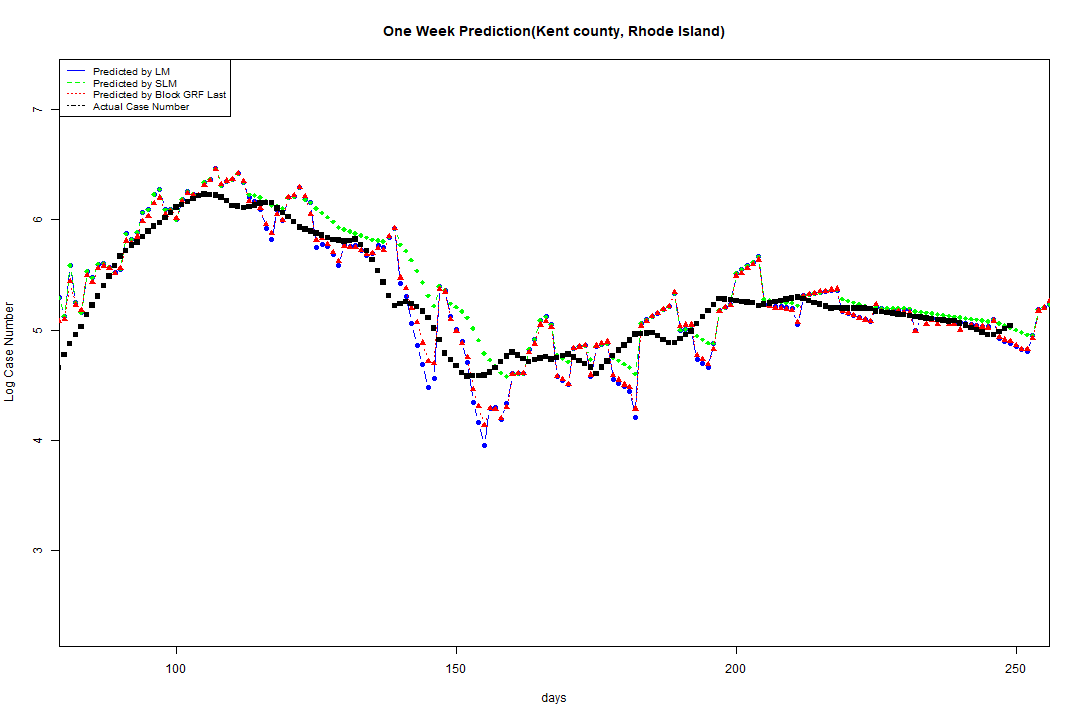 One Week Prediction(Kent county, Rhode Island)
Predicted by LM
Predicted by SLM
Predicted by Block GRF Last
Actual Case Number
7
6
5
4
3
Log Case Number
100 150 200 250
days